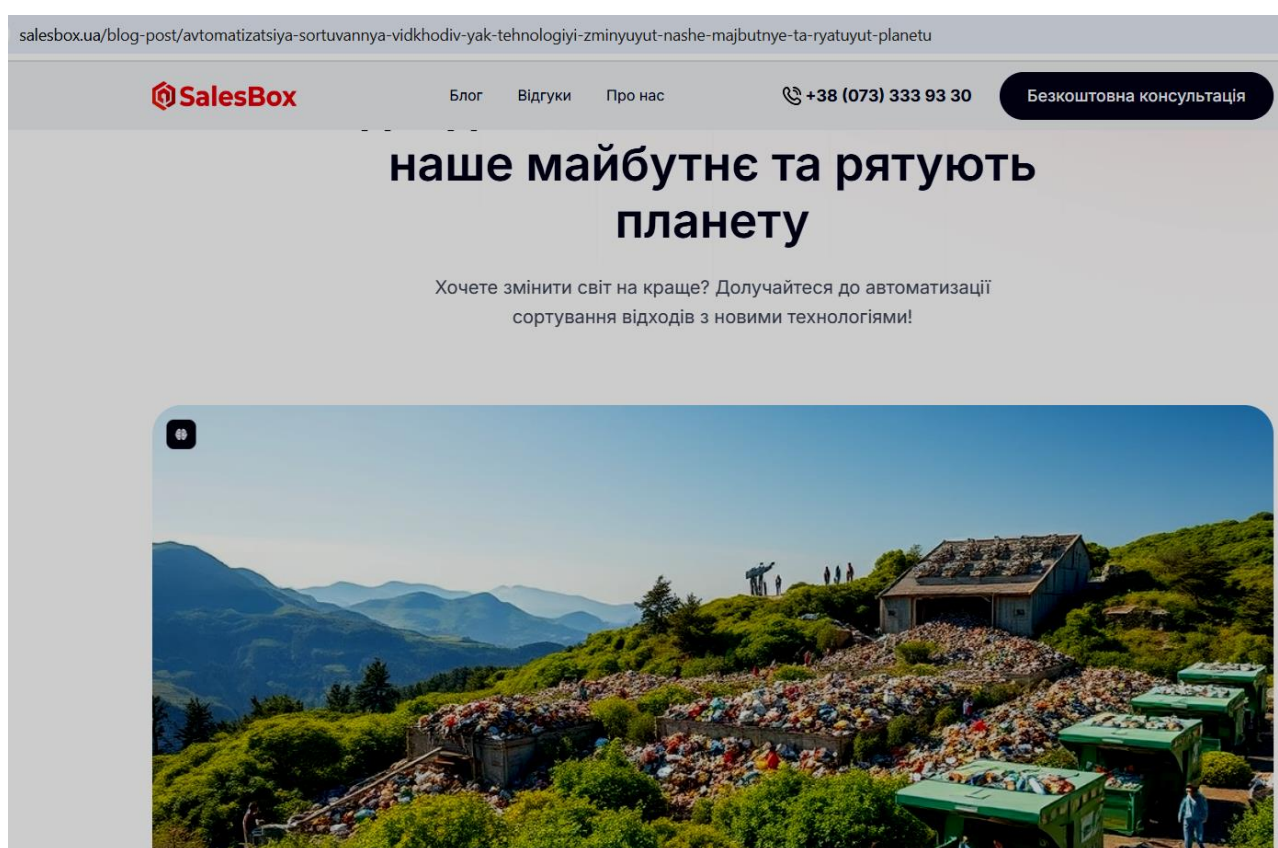 salesbox.ua/blog-post/avtomatizatsiya-sortuvannya-vidkhodiv-yak-tehnologiyi-zminyuyut-nashe-majbutnye-ta-ryatuyut-planetu
SalesBox Блог Відгуки Про нас +38 (073) 333 93 30 Безкоштовна консультація
наше майбутнє та рятують
планету
Хочете змінити світ на краще? Долучайтеся до автоматизації
сортування відходів з новими технологіями!